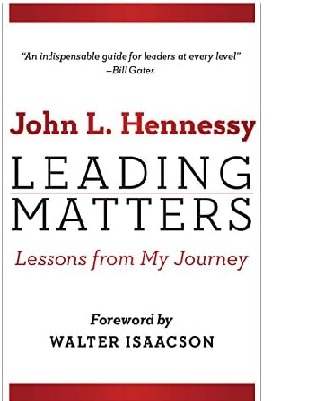 "An indispensable guide for leaders at every level"
–Bill Gates
John L. Hennessy
LEADING
MATTERS
Lessons from My Journey
Foreword by
WALTER ISAACSON